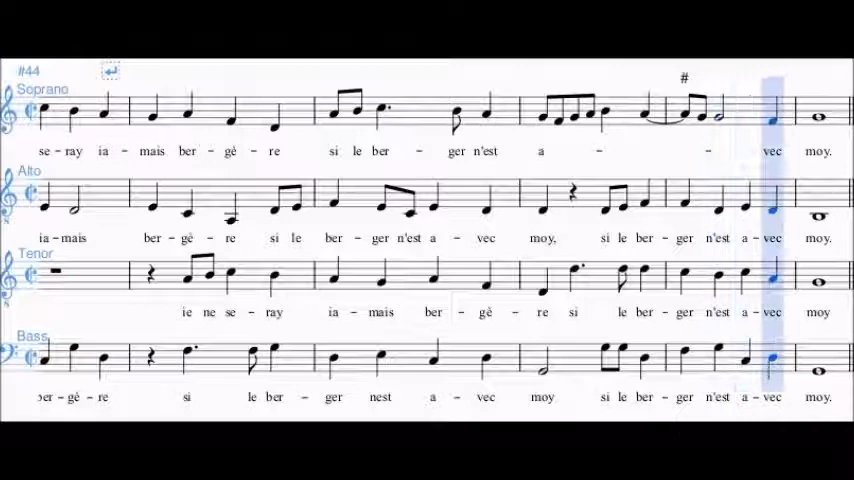 #44
#
Soprano
se - ray ia - mais ber - gè - re si le ber - ger n'est a - - - vec moy.
Alto
ia - mais ber - gè - re si le ber - ger n'est a - vec moy, si le ber - ger n'est a - vec moy.
Tenor
ie ne se - ray ia - mais ber - gè - re si le ber - ger n'est a - vec moy
Bass
ber - gè - re si le ber - ger nest a - vec moy si le ber - ger n'est a - vec moy.